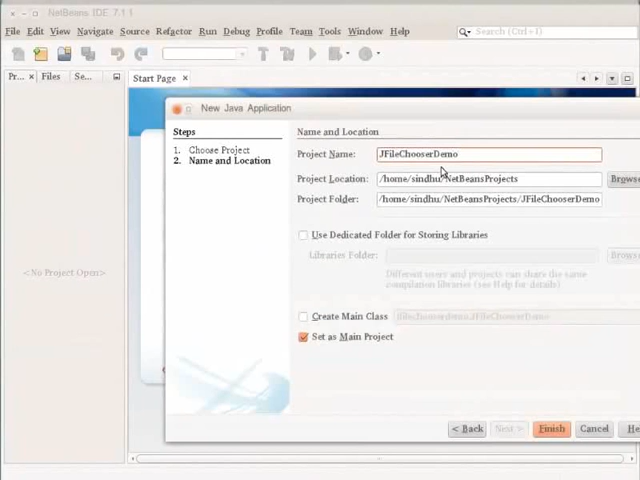 NetBeans IDE 7.1.1
File Edit View Navigate Source Refactor Run Debug Profile Team Tools Window Help
Search (Ctrl+I)
Pr... Files Se...
Start Page
New Java Application
Steps
1. Choose Project
2. Name and Location
Name and Location
Project Name: JFileChooserDemo
Project Location: /home/sindhu/NetBeansProjects
Browse
Project Folder: /home/sindhu/NetBeansProjects/JFileChooserDemo
Use Dedicated Folder for Storing Libraries
Libraries Folder:
Browse
Different users and projects can share the same
compilation libraries (see Help for details).
<No Project Open>
Create Main Class jfilechooserdemo.JFileChooserDemo
Set as Main Project
< Back Next > Finish Cancel He